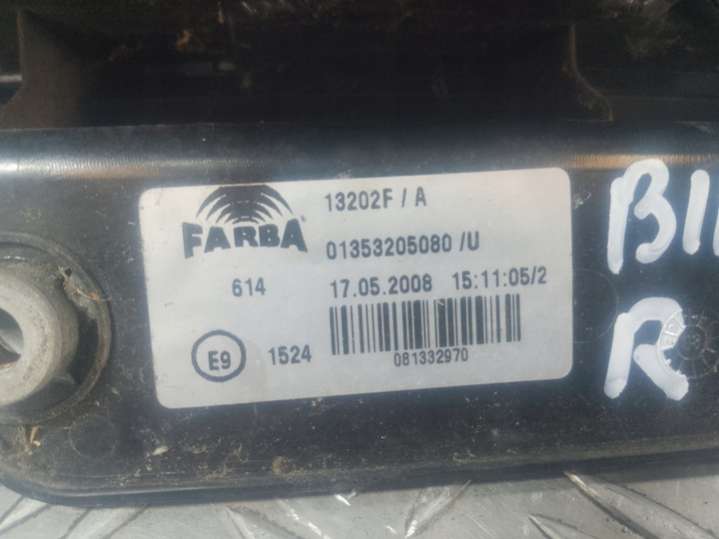 FARBA®
13202F / A
01353205080 /U
614
17.05.2008 15:11:05/2
E9
1524
081332970
R